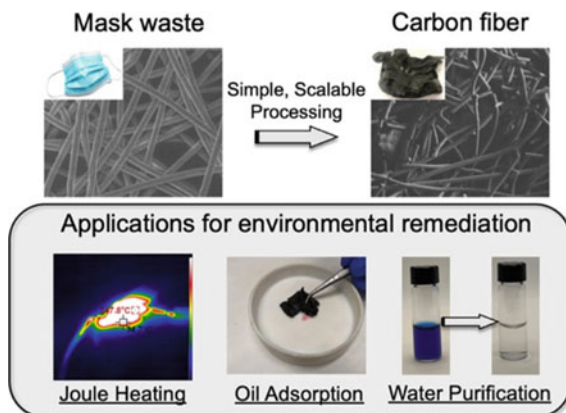 Mask waste
Carbon fiber
Simple, Scalable
Processing
Applications for environmental remediation
Joule Heating
Oil Adsorption
Water Purification